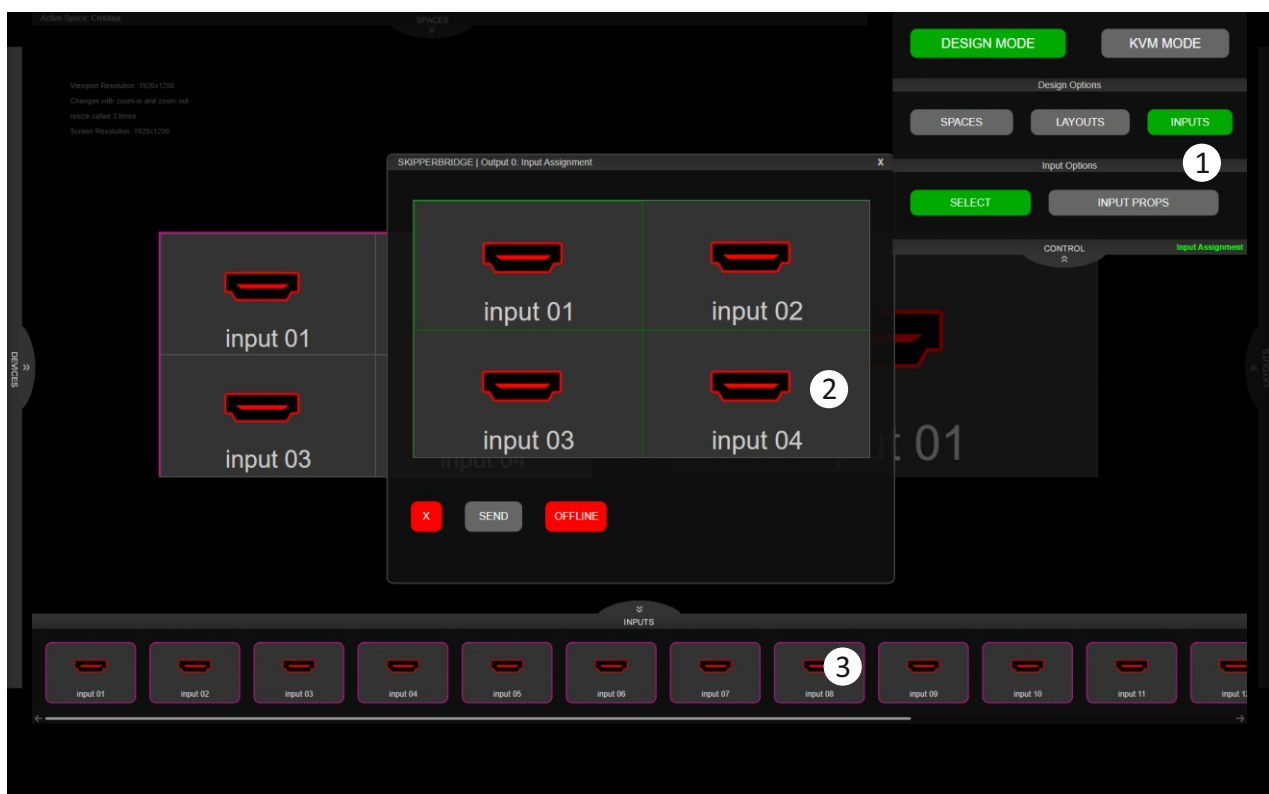 Active Space: Cristina
SPACES
DESIGN MODE
KVM MODE
Viewport Resolution :1920x1200
Changes with zoom-in and zoom-out
resize called 3 times
Screen Resolution :1920x1200
Design Options
SPACES
LAYOUTS
INPUTS
1
Input Options
SELECT
INPUT PROPS
CONTROL
Input Assignment
SKIPPERBRIDGE | Output 0: Input Assignment
X
input 01
input 02
input 03
input 04
2
input 01
input 03
input 04
t 01
DEVICES
LAYOUTS
X
SEND
OFFLINE
INPUTS
3
input 01
input 02
input 03
input 04
input 05
input 06
input 07
input 08
input 09
input 10
input 11
input 1